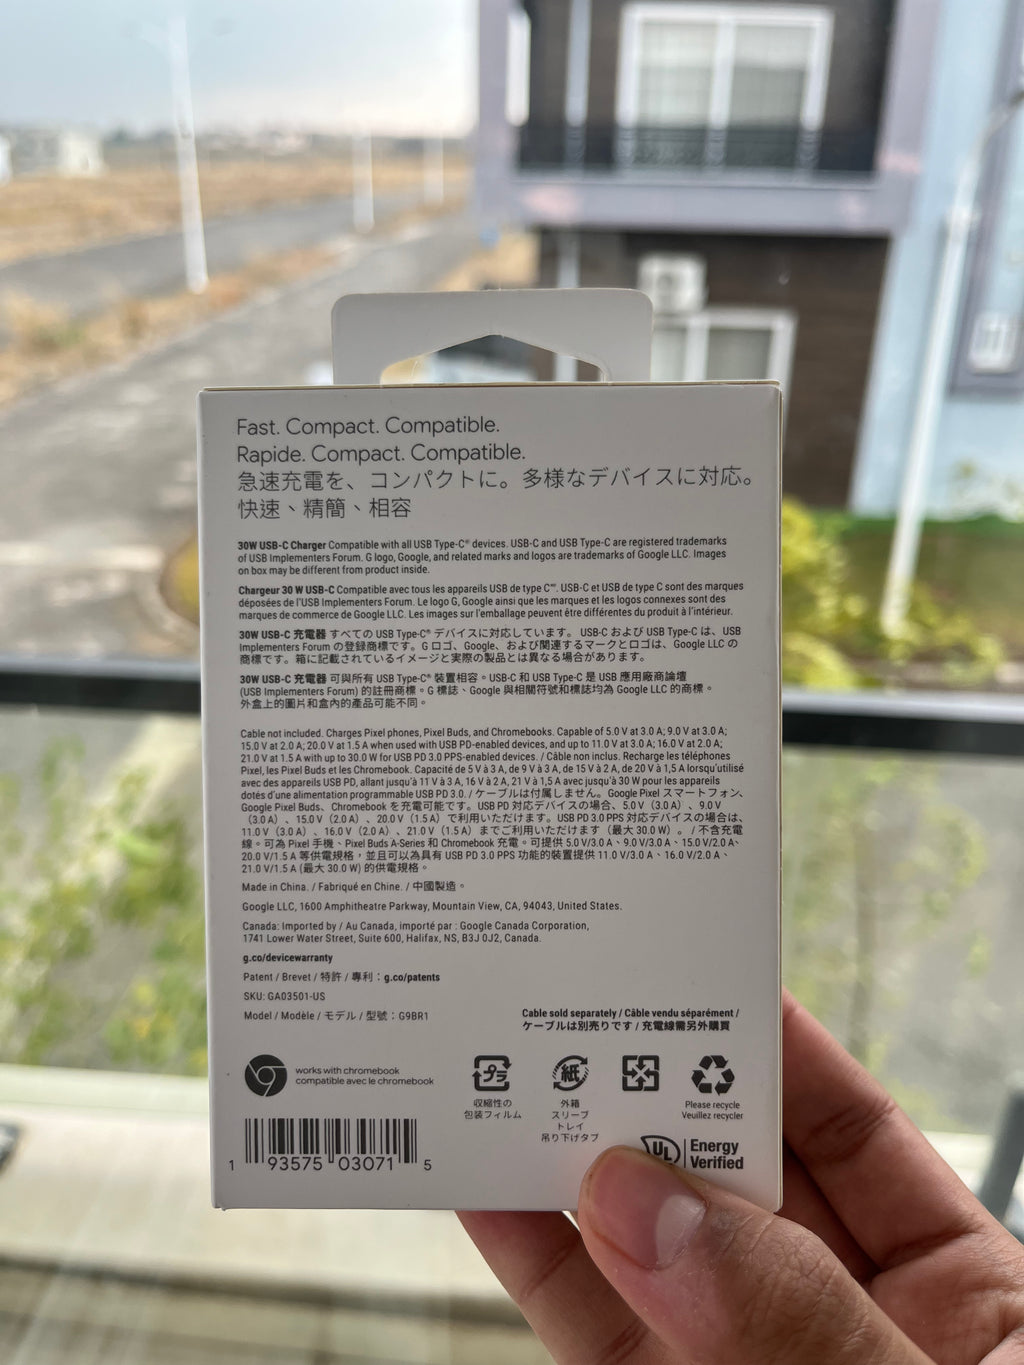 Fast. Compact. Compatible.
Rapide. Compact. Compatible.
急速充電を、コンパクトに。多様なデバイスに対応。
快速、精簡、相容
30W USB-C Charger Compatible with all USB Type-C® devices. USB-C and USB Type-C are registered trademarks
of USB Implementers Forum. G logo, Google, and related marks and logos are trademarks of Google LLC. Images
on box may be different from product inside.
Chargeur 30 W USB-C Compatible avec tous les appareils USB de type Cᴹᴰ. USB-C et USB de type C sont des marques
déposées de l'USB Implementers Forum. Le logo G, Google ainsi que les marques et les logos connexes sont des
marques de commerce de Google LLC. Les images sur l'emballage peuvent être différentes du produit à l'intérieur.
30W USB-C 充電器 すべての USB Type-C® デバイスに対応しています。 USB-C および USB Type-C は、USB
Implementers Forum の登録商標です。G ロゴ、Google、および関連するマークとロゴは、Google LLC の
商標です。箱に記載されているイメージと実際の製品とは異なる場合があります。
30W USB-C 充電器 可與所有 USB Type-C® 裝置相容。USB-C 和 USB Type-C 是 USB 應用廠商論壇
(USB Implementers Forum) 的註冊商標。G 標誌、Google 與相關符號和標誌均為 Google LLC 的商標。
外盒上的圖片和盒內的產品可能不同。
Cable not included. Charges Pixel phones, Pixel Buds, and Chromebooks. Capable of 5.0 V at 3.0 A; 9.0 V at 3.0 A;
15.0 V at 2.0 A; 20.0 V at 1.5 A when used with USB PD-enabled devices, and up to 11.0 V at 3.0 A; 16.0 V at 2.0 A;
21.0 V at 1.5 A with up to 30.0 W for USB PD 3.0 PPS-enabled devices. / Câble non inclus. Recharge les téléphones
Pixel, les Pixel Buds et les Chromebook. Capacité de 5 V à 3 A, de 9 V à 3 A, de 15 V à 2 A, de 20 V à 1,5 A lorsqu'utilisé
avec des appareils USB PD, allant jusqu'à 11 V à 3 A, 16 V à 2 A, 21 V à 1,5 A avec jusqu'à 30 W pour les appareils
dotés d'une alimentation programmable USB PD 3.0. / ケーブルは付属しません。Google Pixel スマートフォン、
Google Pixel Buds、Chromebook を充電可能です。USB PD 対応デバイスの場合、5.0 V（3.0 A）、9.0 V
（3.0 A）、15.0 V（2.0 A）、20.0 V（1.5 A）で利用いただけます。USB PD 3.0 PPS 対応デバイスの場合は、
11.0 V（3.0 A）、16.0 V（2.0 A）、21.0 V（1.5 A）までご利用いただけます（最大 30.0 W）。 / 不含充電
線。可為 Pixel 手機、Pixel Buds A-Series 和 Chromebook 充電。可提供 5.0 V/3.0 A、9.0 V/3.0 A、15.0 V/2.0 A、
20.0 V/1.5 A 等供電規格，並且可以為具有 USB PD 3.0 PPS 功能的裝置提供 11.0 V/3.0 A、16.0 V/2.0 A、
21.0 V/1.5 A (最大 30.0 W) 的供電規格。
Made in China. / Fabriqué en Chine. / 中國製造。
Google LLC, 1600 Amphitheatre Parkway, Mountain View, CA, 94043, United States.
Canada: Imported by / Au Canada, importé par : Google Canada Corporation,
1741 Lower Water Street, Suite 600, Halifax, NS, B3J 0J2, Canada.
g.co/devicewarranty
Patent / Brevet / 特許 / 專利：g.co/patents
SKU: GA03501-US
Model / Modèle / モデル / 型號：G9BR1
Cable sold separately / Câble vendu séparément /
ケーブルは別売りです / 充電線需另外購買
works with chromebook
compatible avec le chromebook
プラ
収縮性の
包装フィルム
紙
外箱
スリーブ
トレイ
吊り下げタブ
Please recycle
Veuillez recycler
UL
Energy
Verified
1 93575 03071 5